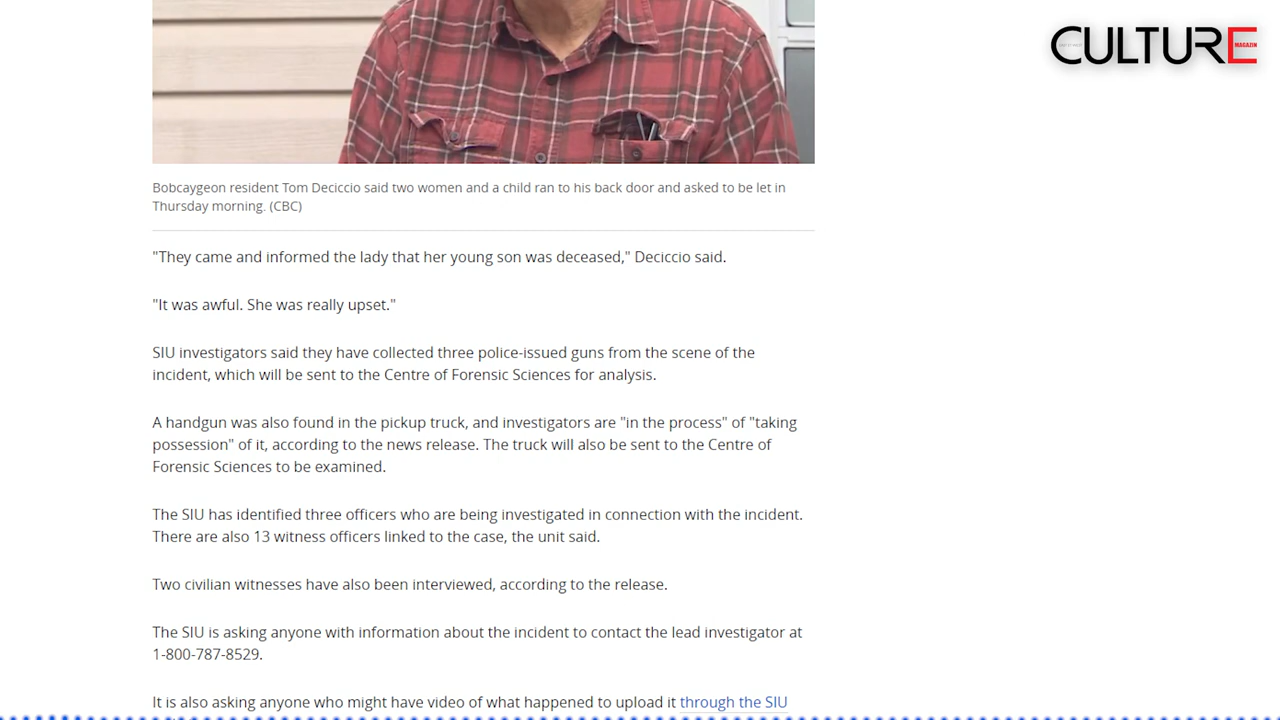 CULTURE
MAGAZIN
Bobcaygeon resident Tom Deciccio said two women and a child ran to his back door and asked to be let in
Thursday morning. (CBC)
"They came and informed the lady that her young son was deceased," Deciccio said.
"It was awful. She was really upset."
SIU investigators said they have collected three police-issued guns from the scene of the
incident, which will be sent to the Centre of Forensic Sciences for analysis.
A handgun was also found in the pickup truck, and investigators are "in the process" of "taking
possession" of it, according to the news release. The truck will also be sent to the Centre of
Forensic Sciences to be examined.
The SIU has identified three officers who are being investigated in connection with the incident.
There are also 13 witness officers linked to the case, the unit said.
Two civilian witnesses have also been interviewed, according to the release.
The SIU is asking anyone with information about the incident to contact the lead investigator at
1-800-787-8529.
It is also asking anyone who might have video of what happened to upload it through the SIU